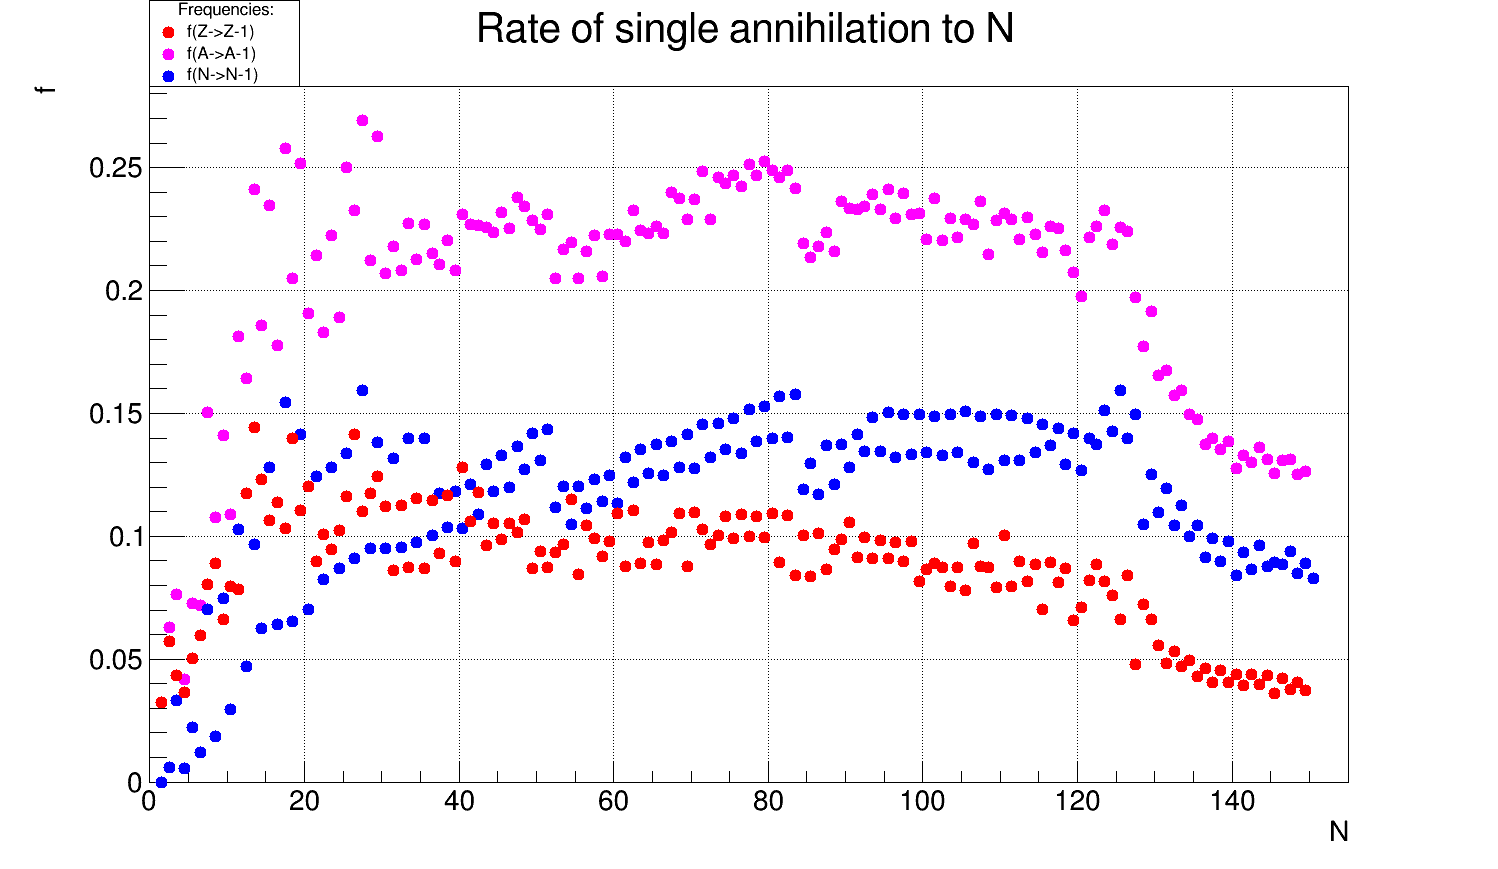 Frequencies:
f(Z->Z-1)
f(A->A-1)
f(N->N-1)
Rate of single annihilation to N
f
0.25
0.2
0.15
0.1
0.05
0
0 20 40 60 80 100 120 140
N